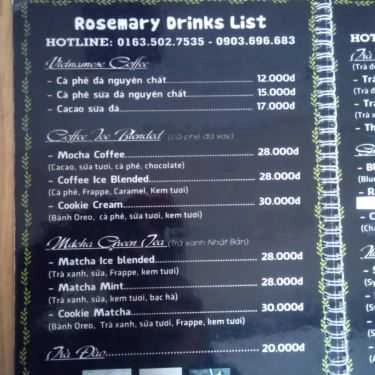 Rosemary Drinks List
HOTLINE: 0163.502.7535 - 0903.696.683
Vietnamese Coffee
- Cà phê đá nguyên chất 12.000đ
- Cà phê sữa đá nguyên chất 15.000đ
- Cacao sữa đá 17.000đ
Coffee Ice Blended (cà phê đá xay)
- Mocha Coffee 28.000đ
(Cacao, sữa tươi, cà phê, chocolate)
- Coffee Ice Blended 28.000đ
(Cà phê, Frappe, Caramel, Kem tươi)
- Cookie Cream 30.000đ
(Bánh Oreo, cà phê, sữa tươi, kem tươi)
Matcha Green Tea (Trà xanh Nhật Bản)
- Matcha Ice blended 28.000đ
(Trà xanh, sữa, Frappe, kem tươi)
- Matcha Mint 28.000đ
(Trà xanh, sữa, kem tươi, bạc hà)
- Cookie Matcha 30.000đ
(Bánh Oreo, Trà xanh, sữa tươi, Frappe, kem tươi)
Trà Đào 20.000đ
HOT